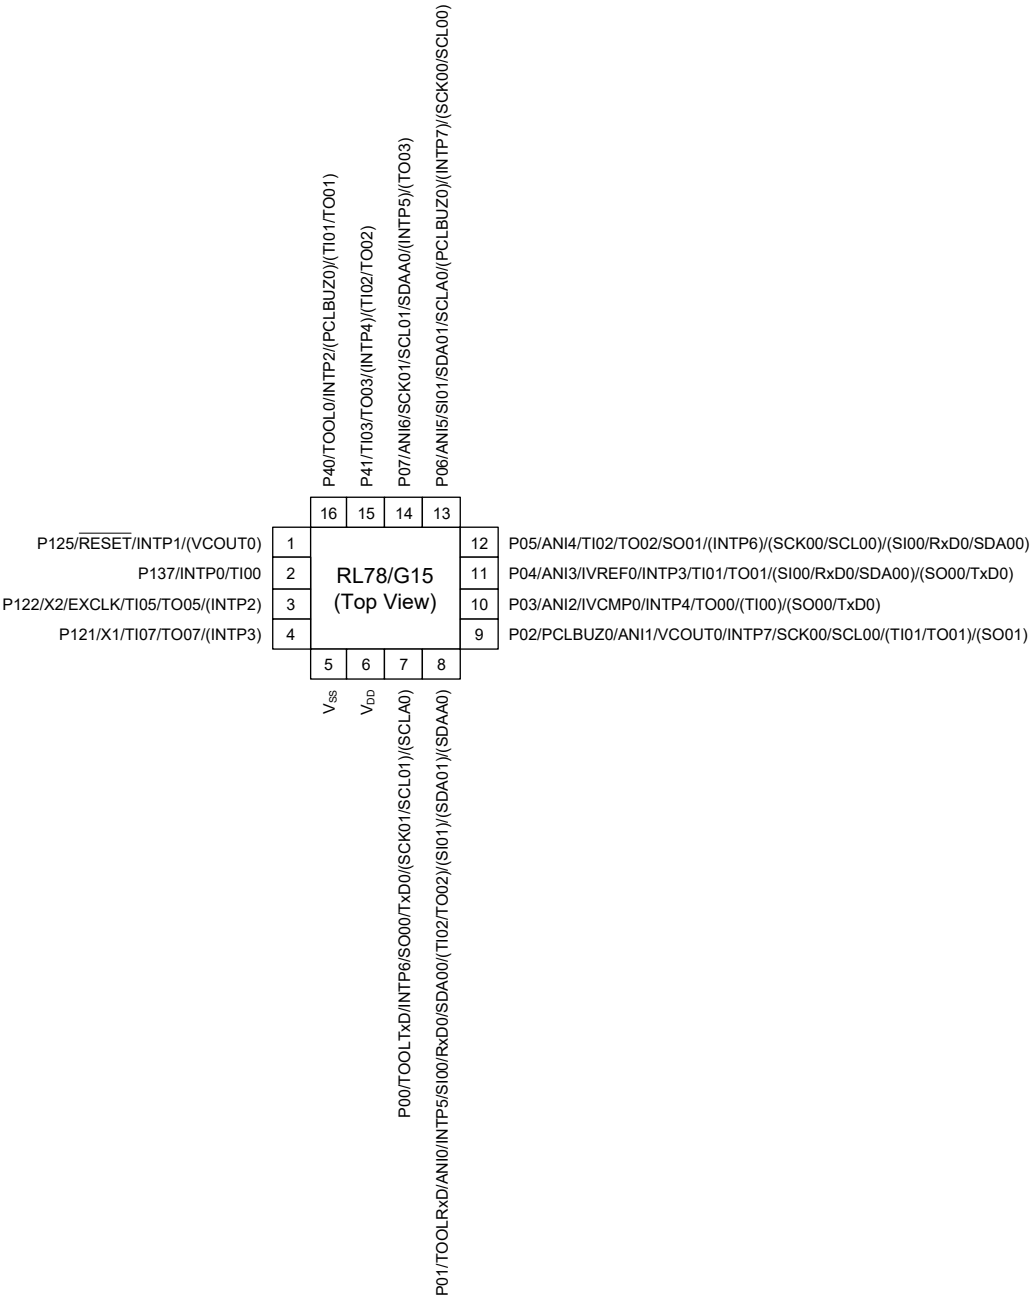 P40/TOOL0/INTP2/(PCLBUZ0)/(TI01/TO01)
P41/TI03/TO03/(INTP4)/(TI02/TO02)
P07/ANI6/SCK01/SCL01/SDAA0/(INTP5)/(TO03)
P06/ANI5/SI01/SDA01/SCLA0/(PCLBUZ0)/(INTP7)/(SCK00/SCL00)
16 15 14 13
P125/RESET/INTP1/(VCOUT0) 1
P137/INTP0/TI00 2
P122/X2/EXCLK/TI05/TO05/(INTP2) 3
P121/X1/TI07/TO07/(INTP3) 4
RL78/G15
(Top View)
12 P05/ANI4/TI02/TO02/SO01/(INTP6)/(SCK00/SCL00)/(SI00/RxD0/SDA00)
11 P04/ANI3/IVREF0/INTP3/TI01/TO01/(SI00/RxD0/SDA00)/(SO00/TxD0)
10 P03/ANI2/IVCMP0/INTP4/TO00/(TI00)/(SO00/TxD0)
9 P02/PCLBUZ0/ANI1/VCOUT0/INTP7/SCK00/SCL00/(TI01/TO01)/(SO01)
5 6 7 8
VSS
VDD
P00/TOOLTxD/INTP6/SO00/TxD0/(SCK01/SCL01)/(SCLA0)
P01/TOOLRxD/ANI0/INTP5/SI00/RxD0/SDA00/(TI02/TO02)/(SI01)/(SDA01)/(SDAA0)